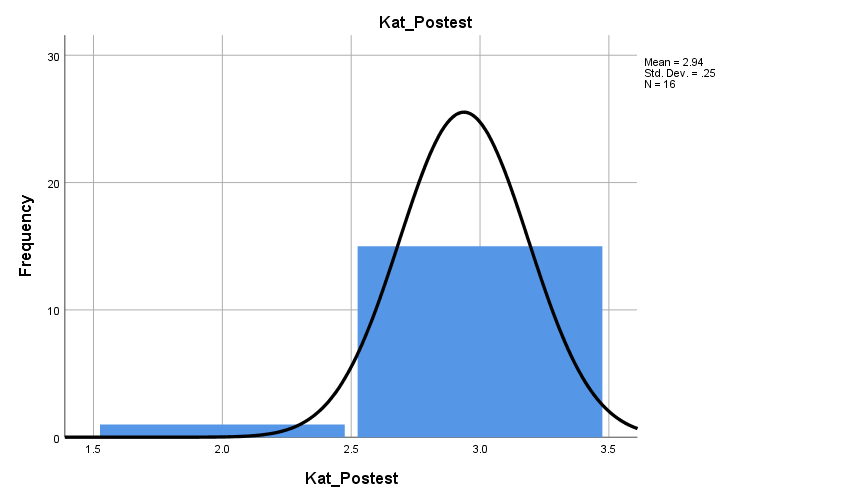 Kat_Postest
Mean = 2.94
Std. Dev. = .25
N = 16
Frequency
30
20
10
0
1.5 2.0 2.5 3.0 3.5
Kat_Postest